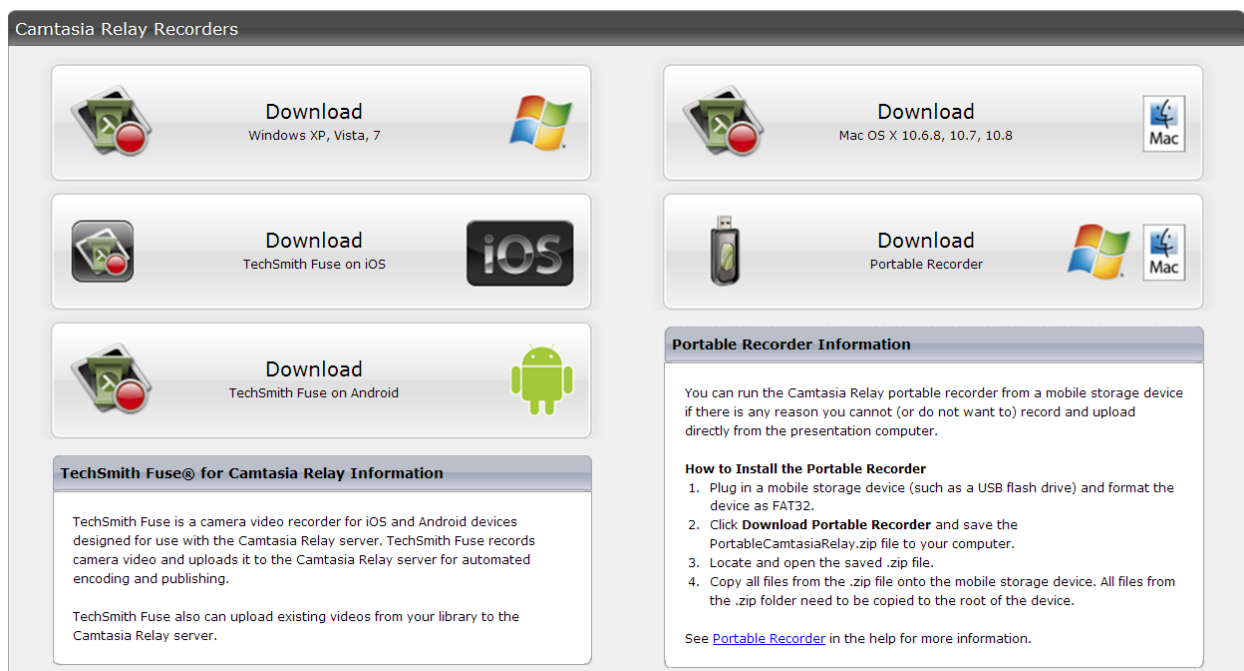 Camtasia Relay Recorders
Download
Windows XP, Vista, 7
Download
Mac OS X 10.6.8, 10.7, 10.8
Mac
Download
TechSmith Fuse on iOS
iOS
Download
Portable Recorder
Mac
Download
TechSmith Fuse on Android
TechSmith Fuse® for Camtasia Relay Information
TechSmith Fuse is a camera video recorder for iOS and Android devices
designed for use with the Camtasia Relay server. TechSmith Fuse records
camera video and uploads it to the Camtasia Relay server for automated
encoding and publishing.
TechSmith Fuse also can upload existing videos from your library to the
Camtasia Relay server.
Portable Recorder Information
You can run the Camtasia Relay portable recorder from a mobile storage device
if there is any reason you cannot (or do not want to) record and upload
directly from the presentation computer.
How to Install the Portable Recorder
1. Plug in a mobile storage device (such as a USB flash drive) and format the
device as FAT32.
2. Click Download Portable Recorder and save the
PortableCamtasiaRelay.zip file to your computer.
3. Locate and open the saved .zip file.
4. Copy all files from the .zip file onto the mobile storage device. All files from
the .zip folder need to be copied to the root of the device.
See Portable Recorder in the help for more information.